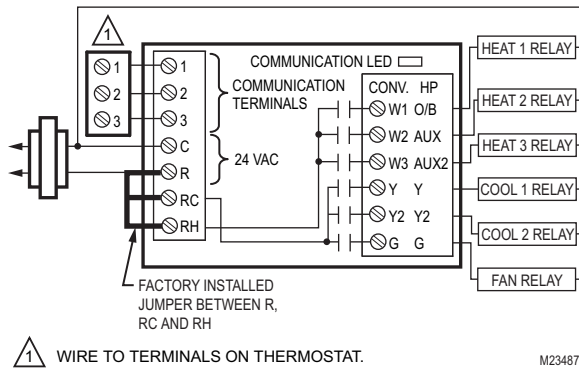 1
COMMUNICATION LED
HEAT 1 RELAY
1
1
COMMUNICATION
TERMINALS
CONV. HP
W1 O/B
2
2
HEAT 2 RELAY
3
3
W2 AUX
C
24 VAC
W3 AUX2
HEAT 3 RELAY
R
Y Y
COOL 1 RELAY
RC
Y2 Y2
COOL 2 RELAY
RH
G G
FAN RELAY
FACTORY INSTALLED
JUMPER BETWEEN R,
RC AND RH
1 WIRE TO TERMINALS ON THERMOSTAT.
M23487